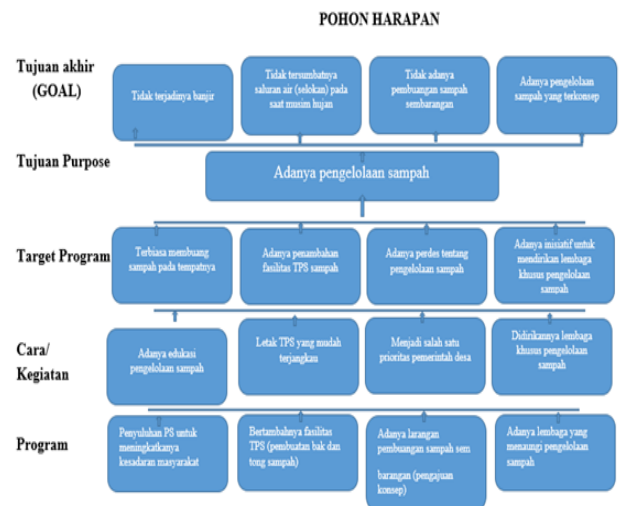 POHON HARAPAN
Tujuan akhir
(GOAL)
Tidak terjadinya banjir
Tidak tersumbatnya
saluran air (selokan) pada
saat musim hujan
Tidak adanya
pembuangan sampah
sembarangan
Adanya pengelolaan
sampah yang terkonsep
Tujuan Purpose
Adanya pengelolaan sampah
Target Program
Terbiasa membuang
sampah pada tempatnya
Adanya penambahan
fasilitas TPS sampah
Adanya perdes tentang
pengelolaan sampah
Adanya inisiatif untuk
mendirikan lembaga
khusus pengelolaan
sampah
Cara/
Kegiatan
Adanya edukasi
pengelolaan sampah
Letak TPS yang mudah
terjangkau
Menjadi salah satu
prioritas pemerintah desa
Didirikannya lembaga
khusus pengelolaan
sampah
Program
Penyuluhan PS untuk
meningkatkanya
kesadaran masyarakat
Bertambahnya fasilitas
TPS (pembuatan bak dan
tong sampah)
Adanya larangan
pembuangan sampah sem
barangan (pengajuan
konsep)
Adanya lembaga yang
menaungi pengelolaan
sampah